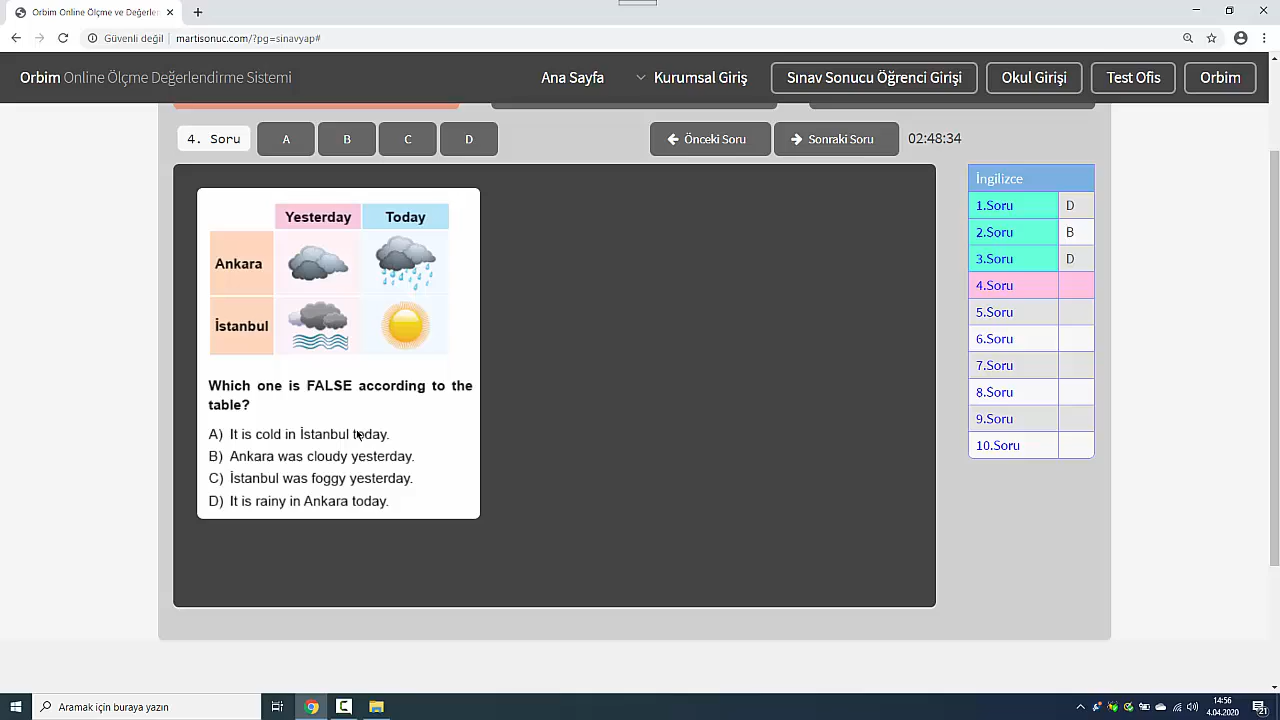 Orbim Online Ölçme ve Değerler
Güvenli değil
martisonuc.com/?pg=sinavyap#
Orbim Online Ölçme Değerlendirme Sistemi
Ana Sayfa
Kurumsal Giriş
Sınav Sonucu Öğrenci Girişi
Okul Girişi
Test Ofis
Orbim
4. Soru
A
B
C
D
Önceki Soru
Sonraki Soru
02:48:34
Yesterday Today
Ankara
İstanbul
Which one is FALSE according to the
table?
A) It is cold in İstanbul today.
B) Ankara was cloudy yesterday.
C) İstanbul was foggy yesterday.
D) It is rainy in Ankara today.
İngilizce
1.Soru D
2.Soru B
3.Soru D
4.Soru
5.Soru
6.Soru
7.Soru
8.Soru
9.Soru
10.Soru
Aramak için buraya yazın
14:56
4.04.2020